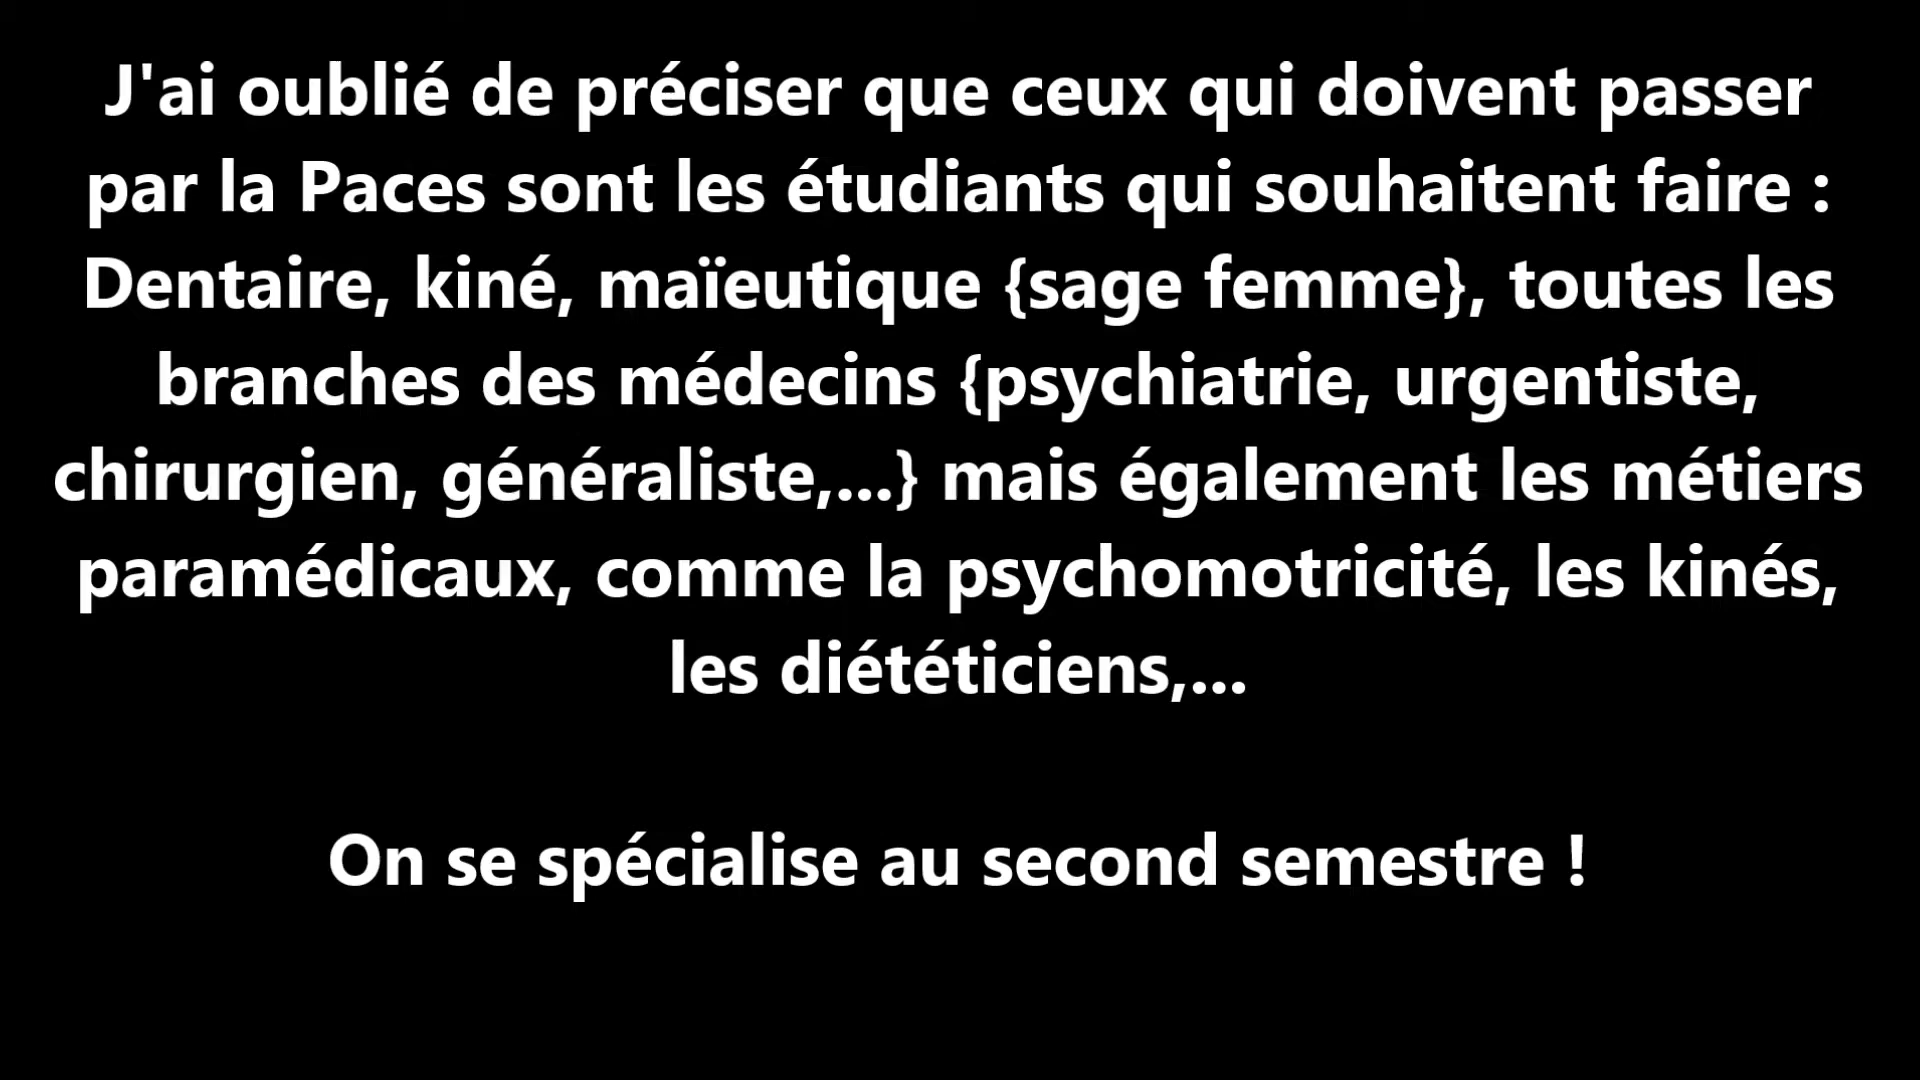 J'ai oublié de préciser que ceux qui doivent passer
par la Paces sont les étudiants qui souhaitent faire :
Dentaire, kiné, maïeutique {sage femme}, toutes les
branches des médecins {psychiatrie, urgentiste,
chirurgien, généraliste,...} mais également les métiers
paramédicaux, comme la psychomotricité, les kinés,
les diététiciens,...
On se spécialise au second semestre !